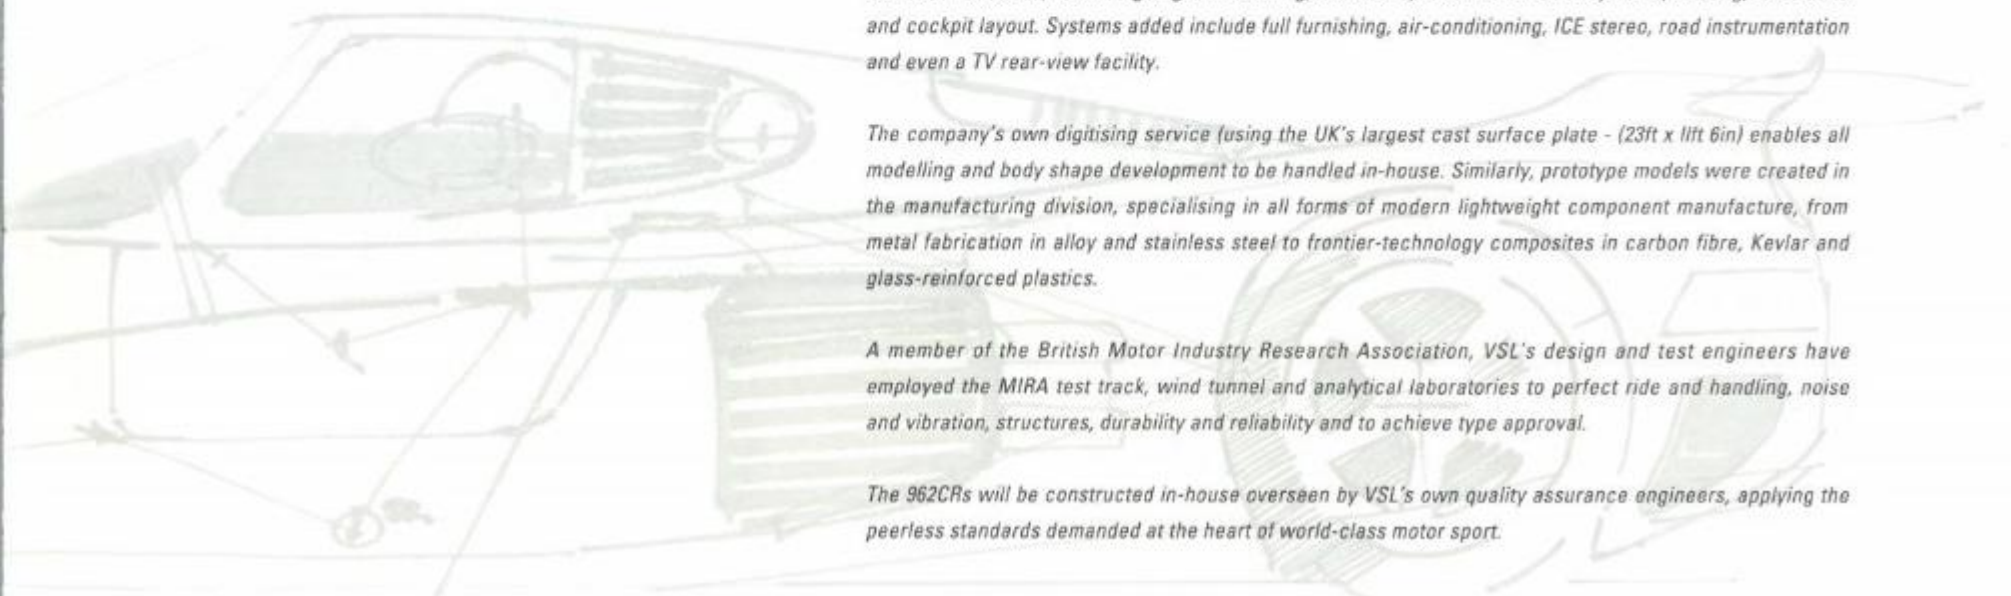 and cockpit layout. Systems added include full furnishing, air-conditioning, ICE stereo, road instrumentation
and even a TV rear-view facility.
The company's own digitising service (using the UK's largest cast surface plate - (23ft x llft 6in) enables all
modelling and body shape development to be handled in-house. Similarly, prototype models were created in
the manufacturing division, specialising in all forms of modern lightweight component manufacture, from
metal fabrication in alloy and stainless steel to frontier-technology composites in carbon fibre, Kevlar and
glass-reinforced plastics.
A member of the British Motor Industry Research Association, VSL's design and test engineers have
employed the MIRA test track, wind tunnel and analytical laboratories to perfect ride and handling, noise
and vibration, structures, durability and reliability and to achieve type approval.
The 962CRs will be constructed in-house overseen by VSL's own quality assurance engineers, applying the
peerless standards demanded at the heart of world-class motor sport.